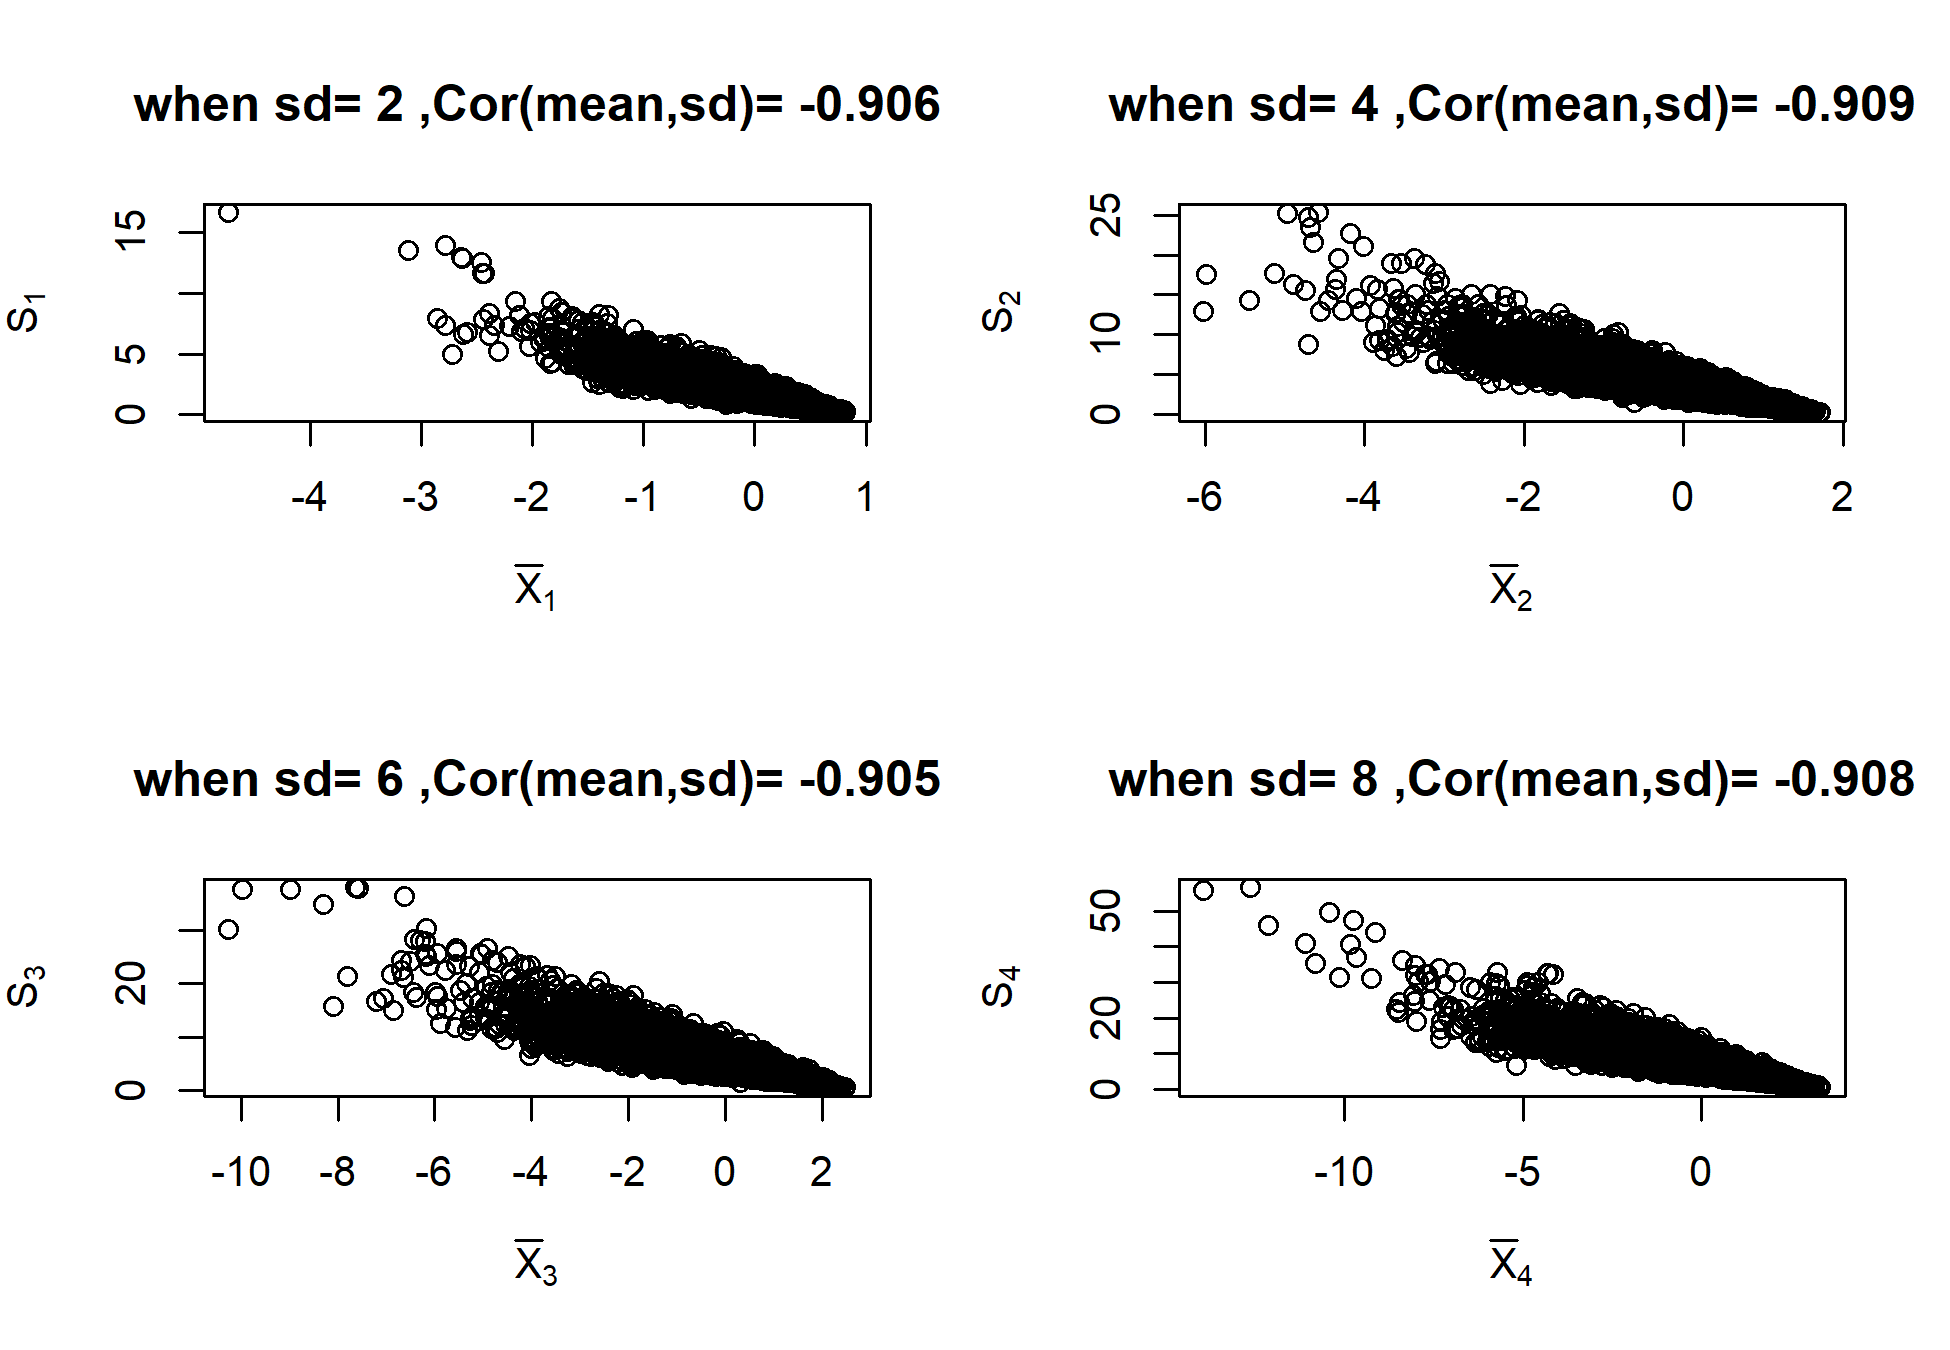 when sd= 2 ,Cor(mean,sd)= -0.906
S1
15
5
0
-4 -3 -2 -1 0 1
X̅1
when sd= 4 ,Cor(mean,sd)= -0.909
S2
25
10
0
-6 -4 -2 0 2
X̅2
when sd= 6 ,Cor(mean,sd)= -0.905
S3
20
0
-10 -8 -6 -4 -2 0 2
X̅3
when sd= 8 ,Cor(mean,sd)= -0.908
S4
50
20
0
-10 -5 0
X̅4